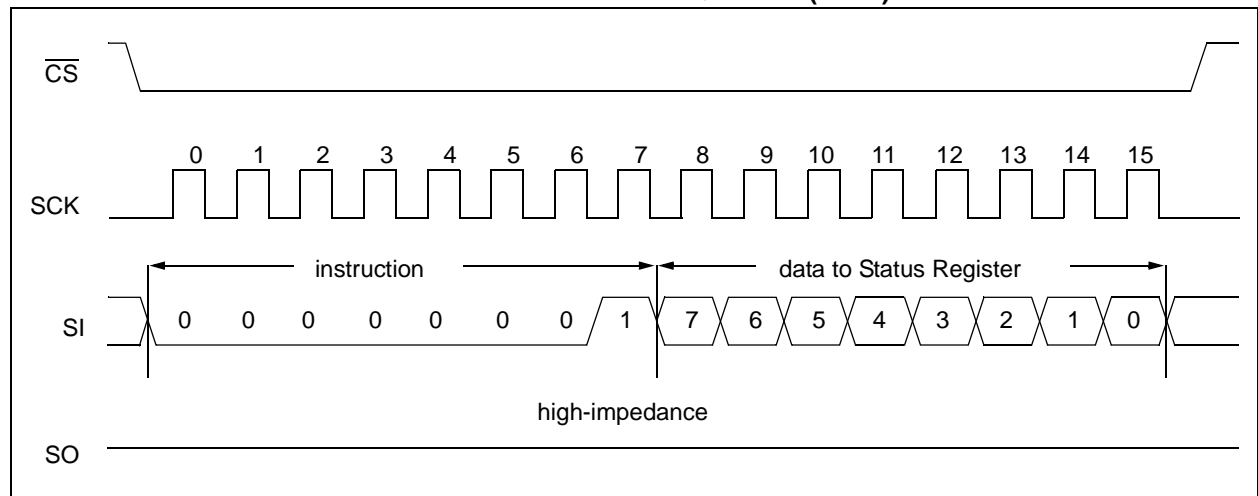 CS
0 1 2 3 4 5 6 7 8 9 10 11 12 13 14 15
SCK
instruction data to Status Register
SI 0 0 0 0 0 0 0 1 7 6 5 4 3 2 1 0
high-impedance
SO